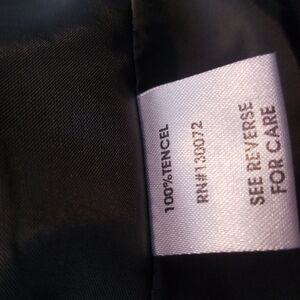 100%TENCEL
RN#130072
SEE REVERSE
FOR CARE